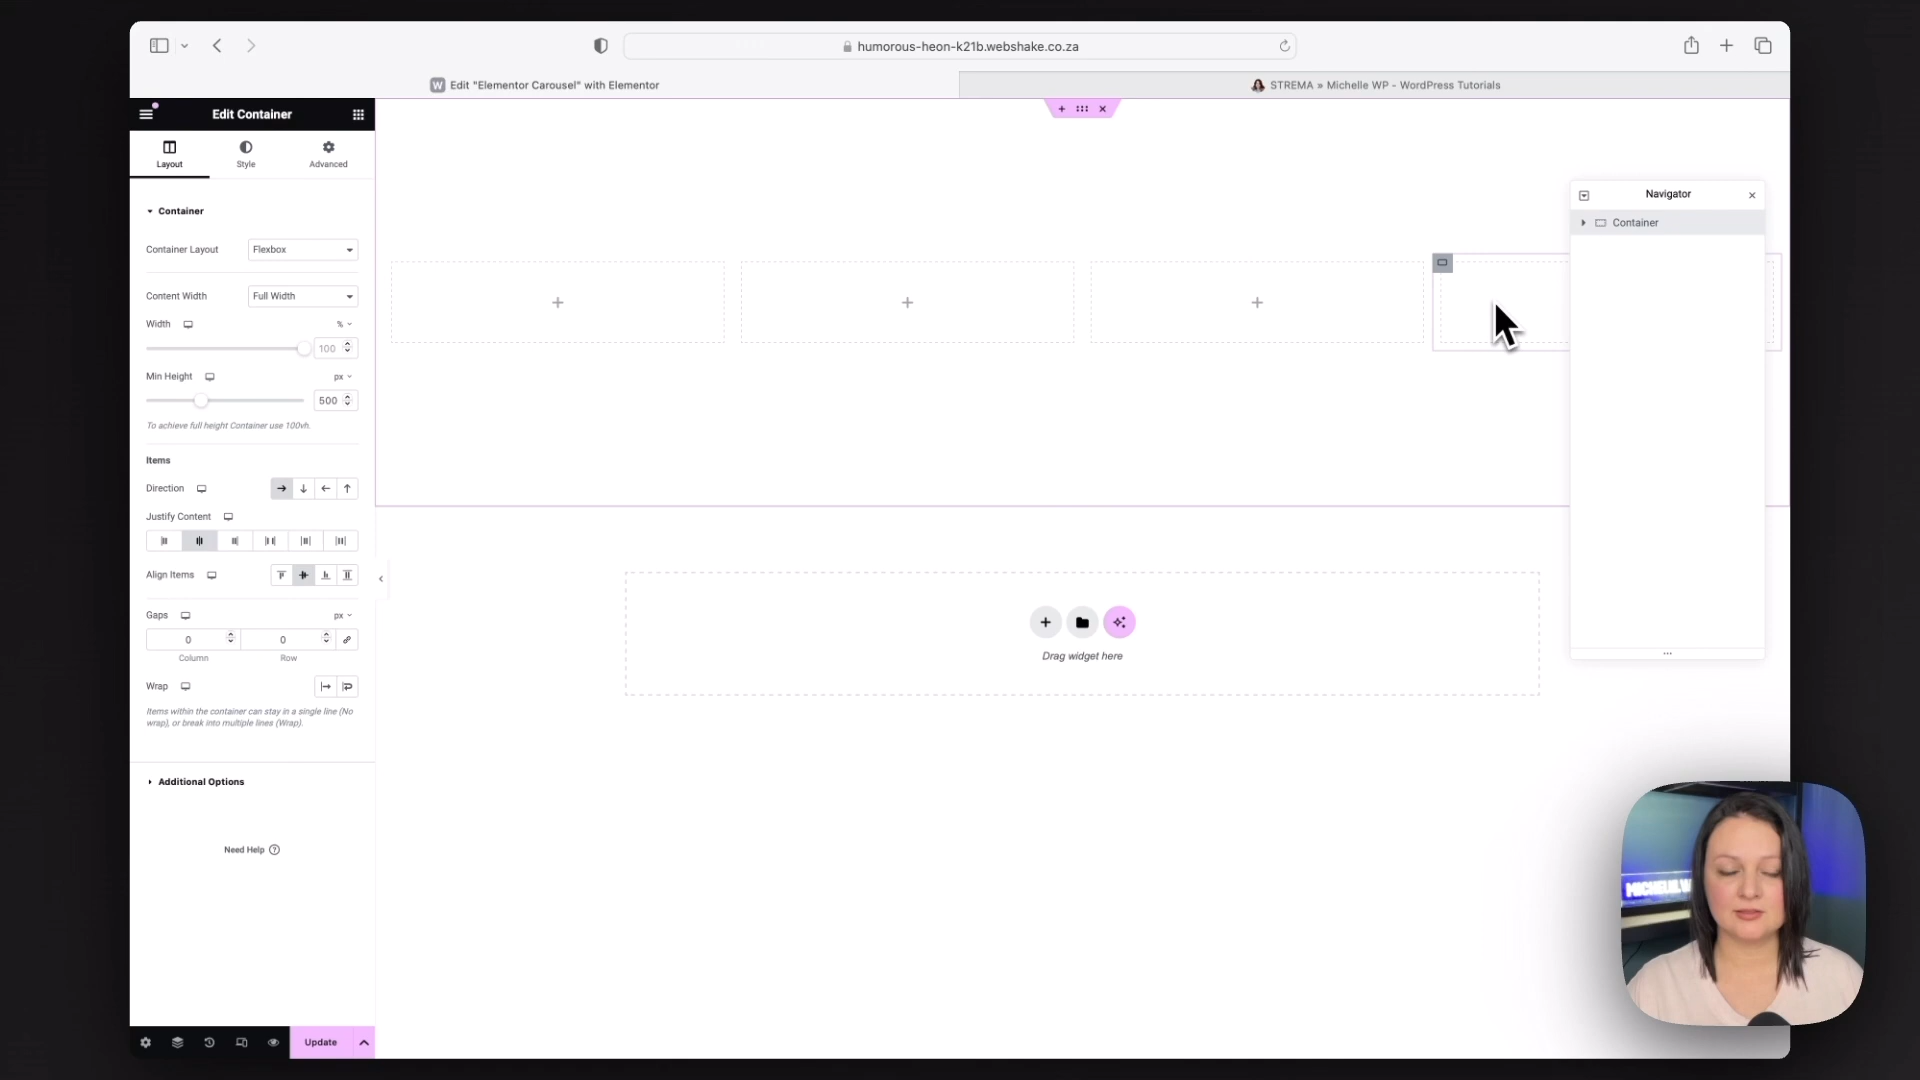 humorous-heon-k21b.webshake.co.za
W Edit "Elementor Carousel" with Elementor
STREMA » Michelle WP - WordPress Tutorials
Edit Container
Layout
Style
Advanced
Container
Container Layout
Flexbox
Content Width
Full Width
Width
%
100
Min Height
px
500
To achieve full height Container use 100vh.
Items
Direction
Justify Content
Align Items
Gaps
px
0
0
Column
Row
Wrap
Items within the container can stay in a single line (No
wrap), or break into multiple lines (Wrap).
Additional Options
Need Help
Update
Drag widget here
Navigator
Container